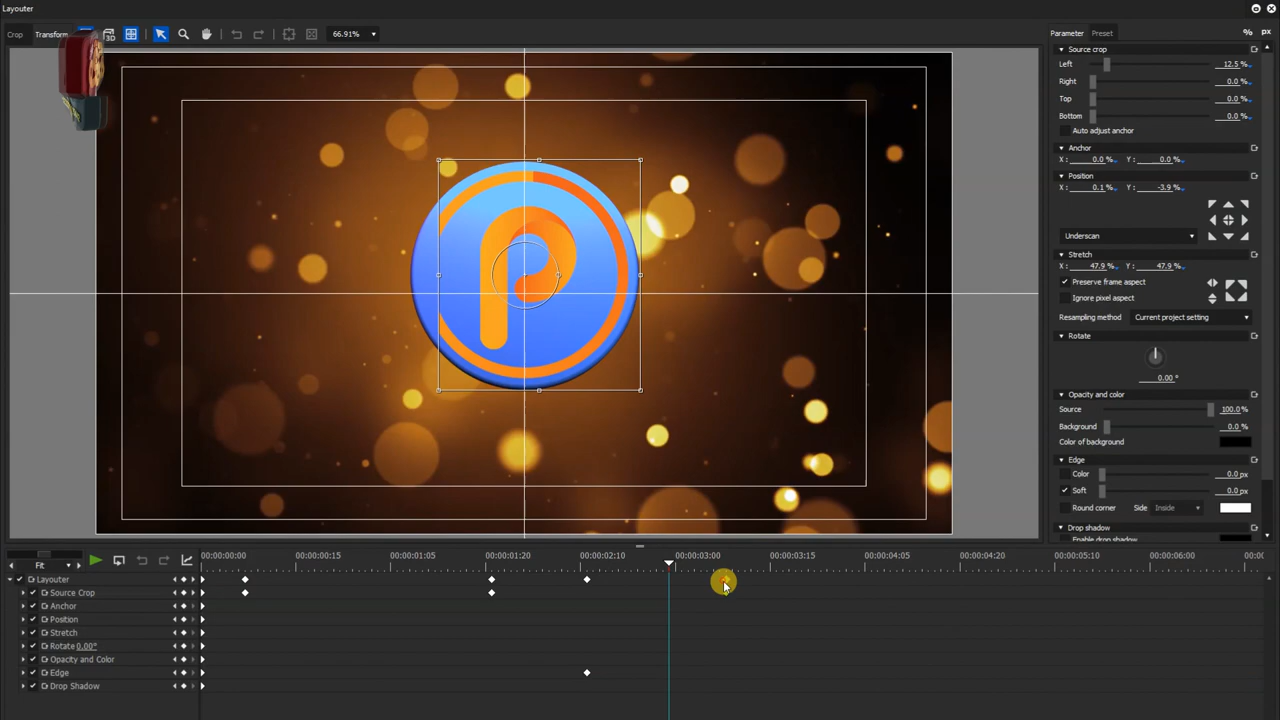 Layouter
Crop Transform 3D 66.91%
Parameter Preset % px
Source crop
Left 12.5 %
Right 0.0 %
Top 0.0 %
Bottom 0.0 %
Auto adjust anchor
Anchor
X : 0.0 % Y : 0.0 %
Position
X : 0.1 % Y : -3.9 %
Underscan
Stretch
X : 47.9 % Y : 47.9 %
Preserve frame aspect
Ignore pixel aspect
Resampling method Current project setting
Rotate
0.00 °
Opacity and color
Source 100.0 %
Background 0.0 %
Color of background
Edge
Color 0.0 px
Soft 0.0 px
Round corner Side Inside
Drop shadow
Enable drop shadow
P
Fit
00:00:00:00 00:00:00:15 00:00:01:05 00:00:01:20 00:00:02:10 00:00:03:00 00:00:03:15 00:00:04:05 00:00:04:20 00:00:05:10 00:00:06:00 00:00
Layouter
Source Crop
Anchor
Position
Stretch
Rotate 0.00°
Opacity and Color
Edge
Drop Shadow